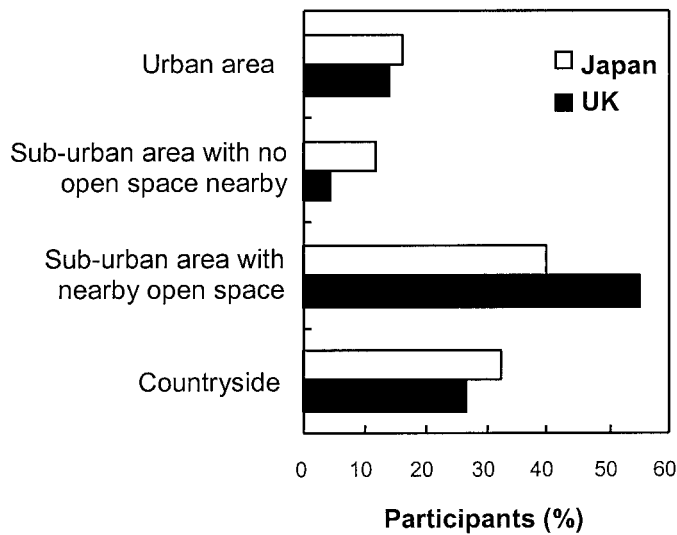 Urban area
Japan
UK
Sub-urban area with no
open space nearby
Sub-urban area with
nearby open space
Countryside
0 10 20 30 40 50 60
Participants (%)